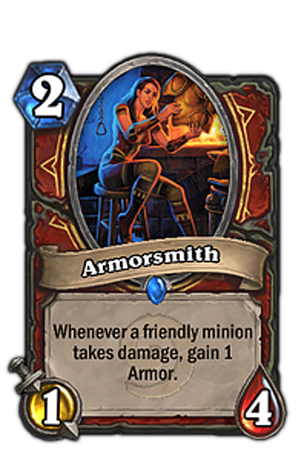 2
Armorsmith
Whenever a friendly minion
takes damage, gain 1
Armor.
1
4